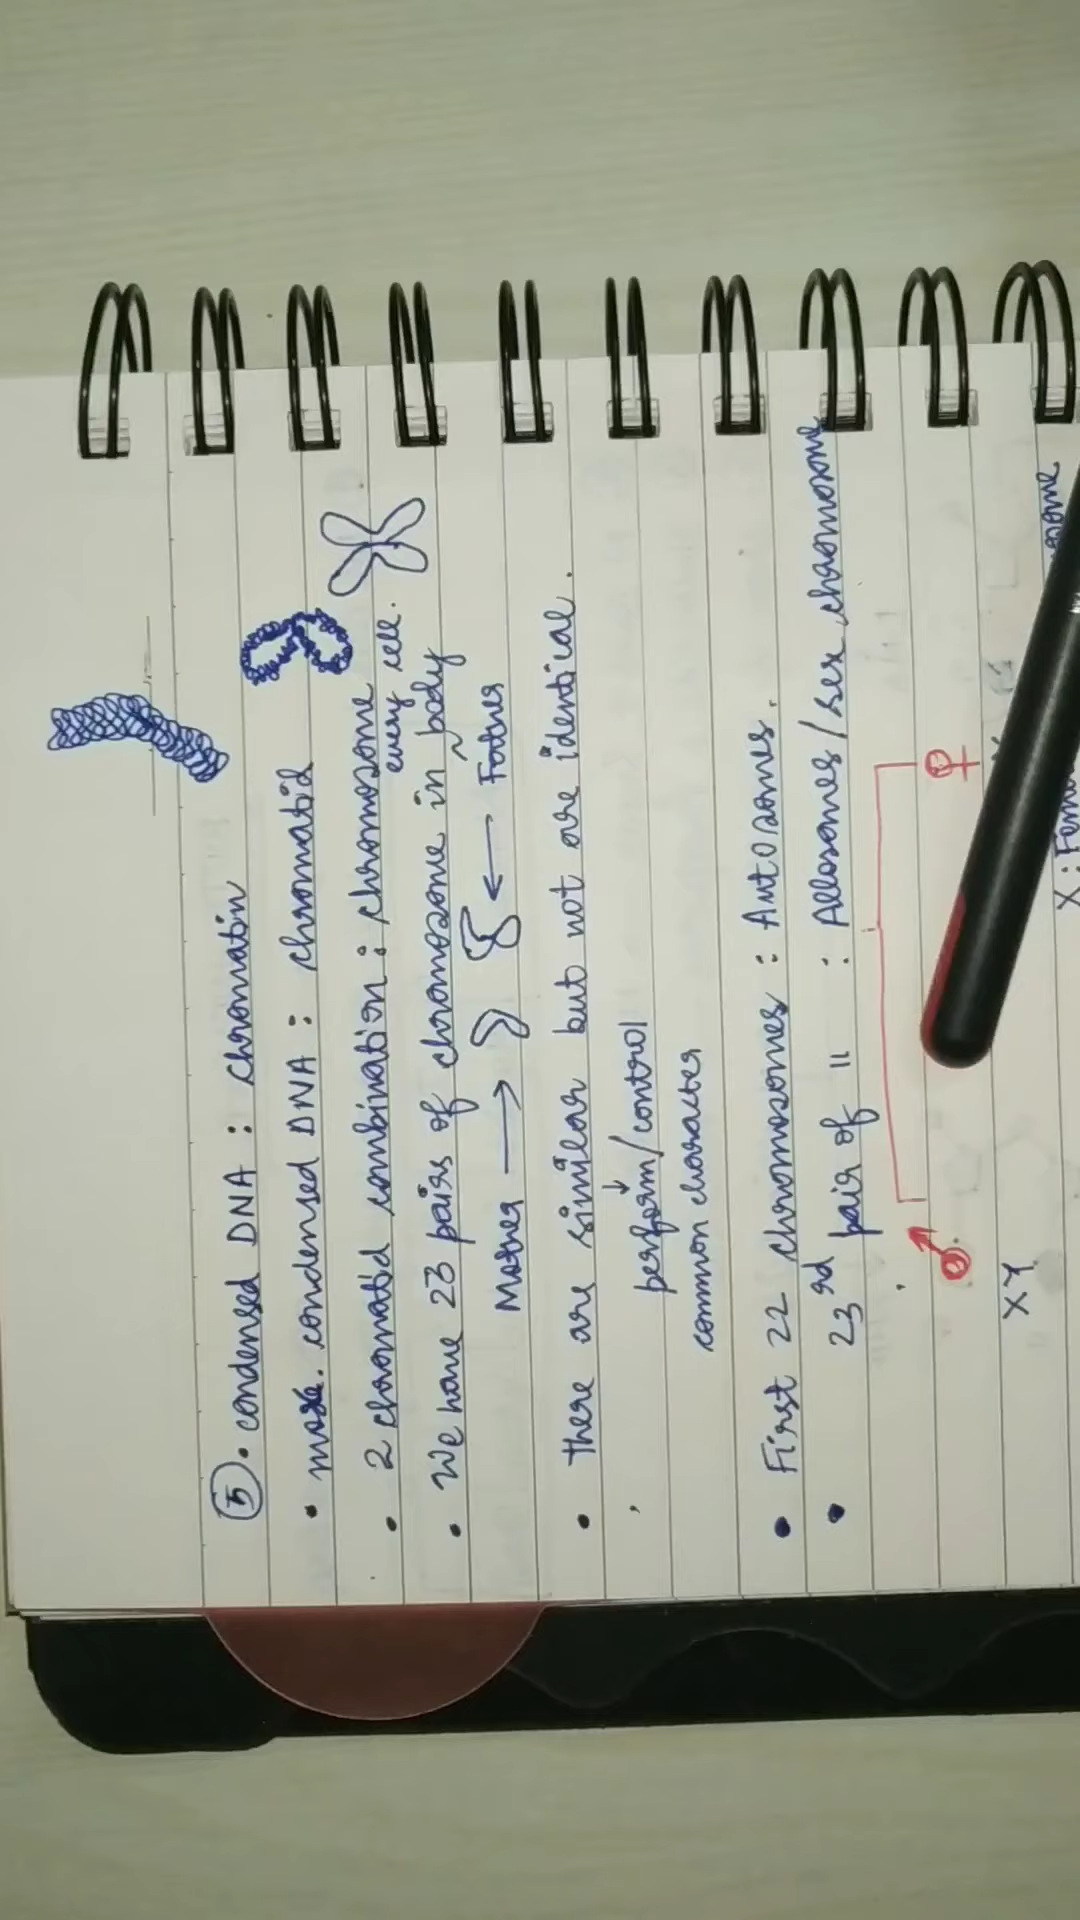 5 • condensed DNA : chromatin
• more. condensed DNA : chromatid
• 2 chromatid combination : chromosome
every cell.
• We have 23 pairs of chromosome in body
Mother → ← Father
• there are similar but not are identical.
perform/control
common character
• First 22 chromosomes : Autosomes.
• 23rd pair of " : Allosomes/sex chromosome
♂ ♀
XY
X :